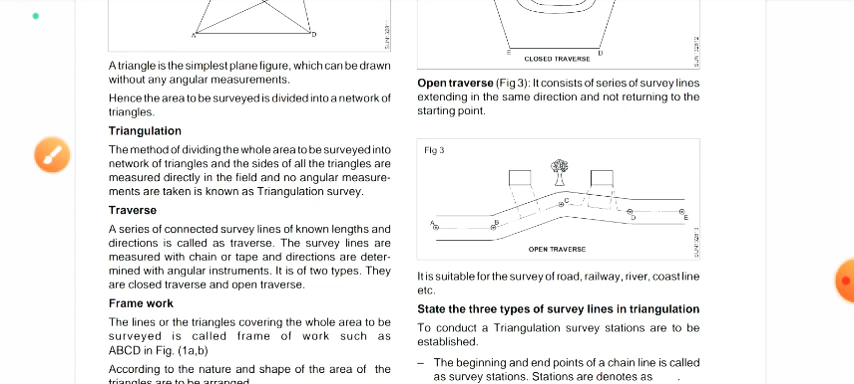 A
D
A triangle is the simplest plane figure, which can be drawn
without any angular measurements.
Hence the area to be surveyed is divided into a network of
triangles.
Triangulation
The method of dividing the whole area to be surveyed into
network of triangles and the sides of all the triangles are
measured directly in the field and no angular measure-
ments are taken is known as Triangulation survey.
Traverse
A series of connected survey lines of known lengths and
directions is called as traverse. The survey lines are
measured with chain or tape and directions are deter-
mined with angular instruments. It is of two types. They
are closed traverse and open traverse.
Frame work
The lines or the triangles covering the whole area to be
surveyed is called frame of work such as
ABCD in Fig. (1a,b)
According to the nature and shape of the area of the
triangles are to be arranged
E
D
CLOSED TRAVERSE
Open traverse (Fig 3): It consists of series of survey lines
extending in the same direction and not returning to the
starting point.
Fig 3
A
B
C
D
E
OPEN TRAVERSE
It is suitable for the survey of road, railway, river, coast line
etc.
State the three types of survey lines in triangulation
To conduct a Triangulation survey stations are to be
established.
– The beginning and end points of a chain line is called
as survey stations. Stations are denotes as